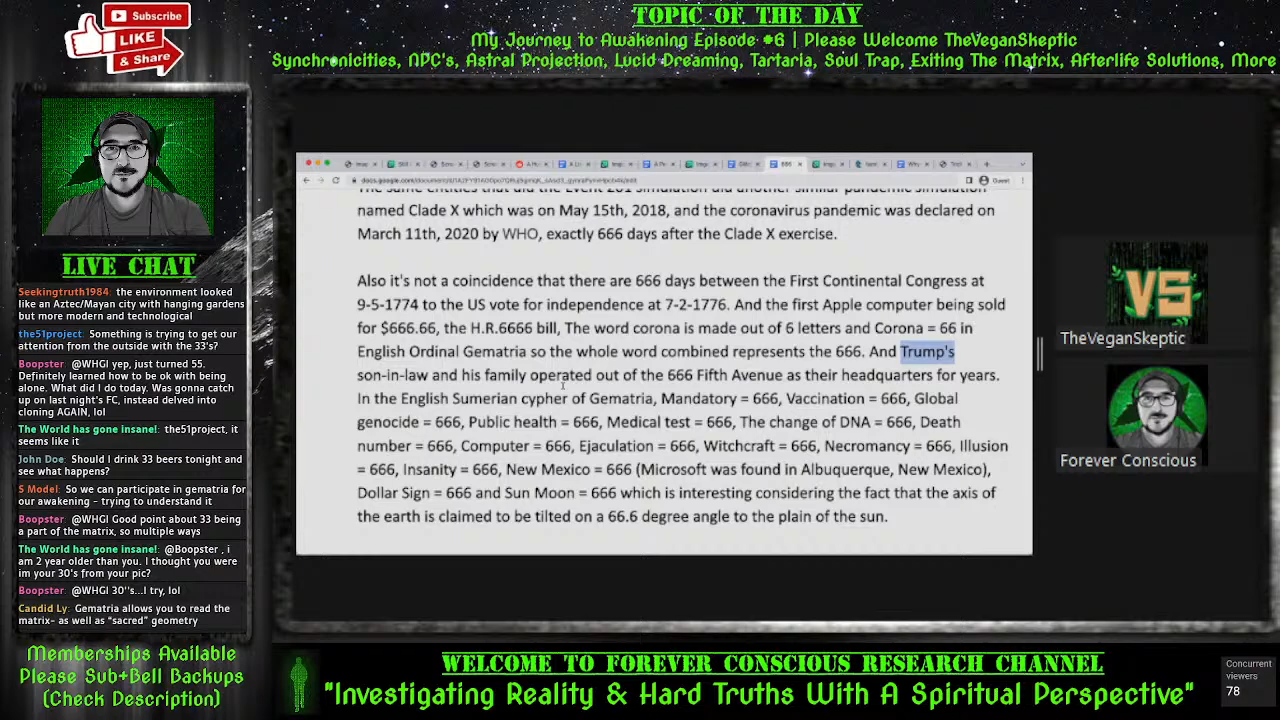 Subscribe
LIKE
& Share
TOPIC OF THE DAY
My Journey to Awakening Episode #6 | Please Welcome TheVeganSkeptic
Synchronicities, NPC's, Astral Projection, Lucid Dreaming, Tartaria, Soul Trap, Exiting The Matrix, Afterlife Solutions, More
LIVE CHAT
Seekingtruth1984: the environment looked
like an Aztec/Mayan city with hanging gardens
but more modern and technological
the51project: Something is trying to get our
attention from the outside with the 33's?
Boopster: @WHGI yep, just turned 55.
Definitely learned how to be ok with being
alone. What did I do today. Was gonna catch
up on last night's FC, instead delved into
cloning AGAIN, lol
The World has gone insane!: the51project, it
seems like it
John Doe: Should I drink 33 beers tonight and
see what happens?
S Model: So we can participate in gematria for
our awakening - trying to understand it
Boopster: @WHGI Good point about 33 being
a part of the matrix, so multiple ways
The World has gone insane!: @Boopster , i
am 2 year older than you. I thought you were
im your 30's from your pic?
Boopster: @WHGI 30''s...I try, lol
Candid Ly: Gematria allows you to read the
matrix- as well as "sacred" geometry
Memberships Available
Please Sub+Bell Backups
(Check Description)
666
Guest
The same entities that did the Event 201 simulation did another similar pandemic simulation
named Clade X which was on May 15th, 2018, and the coronavirus pandemic was declared on
March 11th, 2020 by WHO, exactly 666 days after the Clade X exercise.
Also it's not a coincidence that there are 666 days between the First Continental Congress at
9-5-1774 to the US vote for independence at 7-2-1776. And the first Apple computer being sold
for $666.66, the H.R.6666 bill, The word corona is made out of 6 letters and Corona = 66 in
English Ordinal Gematria so the whole word combined represents the 666. And Trump's
son-in-law and his family operated out of the 666 Fifth Avenue as their headquarters for years.
In the English Sumerian cypher of Gematria, Mandatory = 666, Vaccination = 666, Global
genocide = 666, Public health = 666, Medical test = 666, The change of DNA = 666, Death
number = 666, Computer = 666, Ejaculation = 666, Witchcraft = 666, Necromancy = 666, Illusion
= 666, Insanity = 666, New Mexico = 666 (Microsoft was found in Albuquerque, New Mexico),
Dollar Sign = 666 and Sun Moon = 666 which is interesting considering the fact that the axis of
the earth is claimed to be tilted on a 66.6 degree angle to the plain of the sun.
VS
TheVeganSkeptic
Forever Conscious
WELCOME TO FOREVER CONSCIOUS RESEARCH CHANNEL
"Investigating Reality & Hard Truths With A Spiritual Perspective"
Concurrent
viewers
78